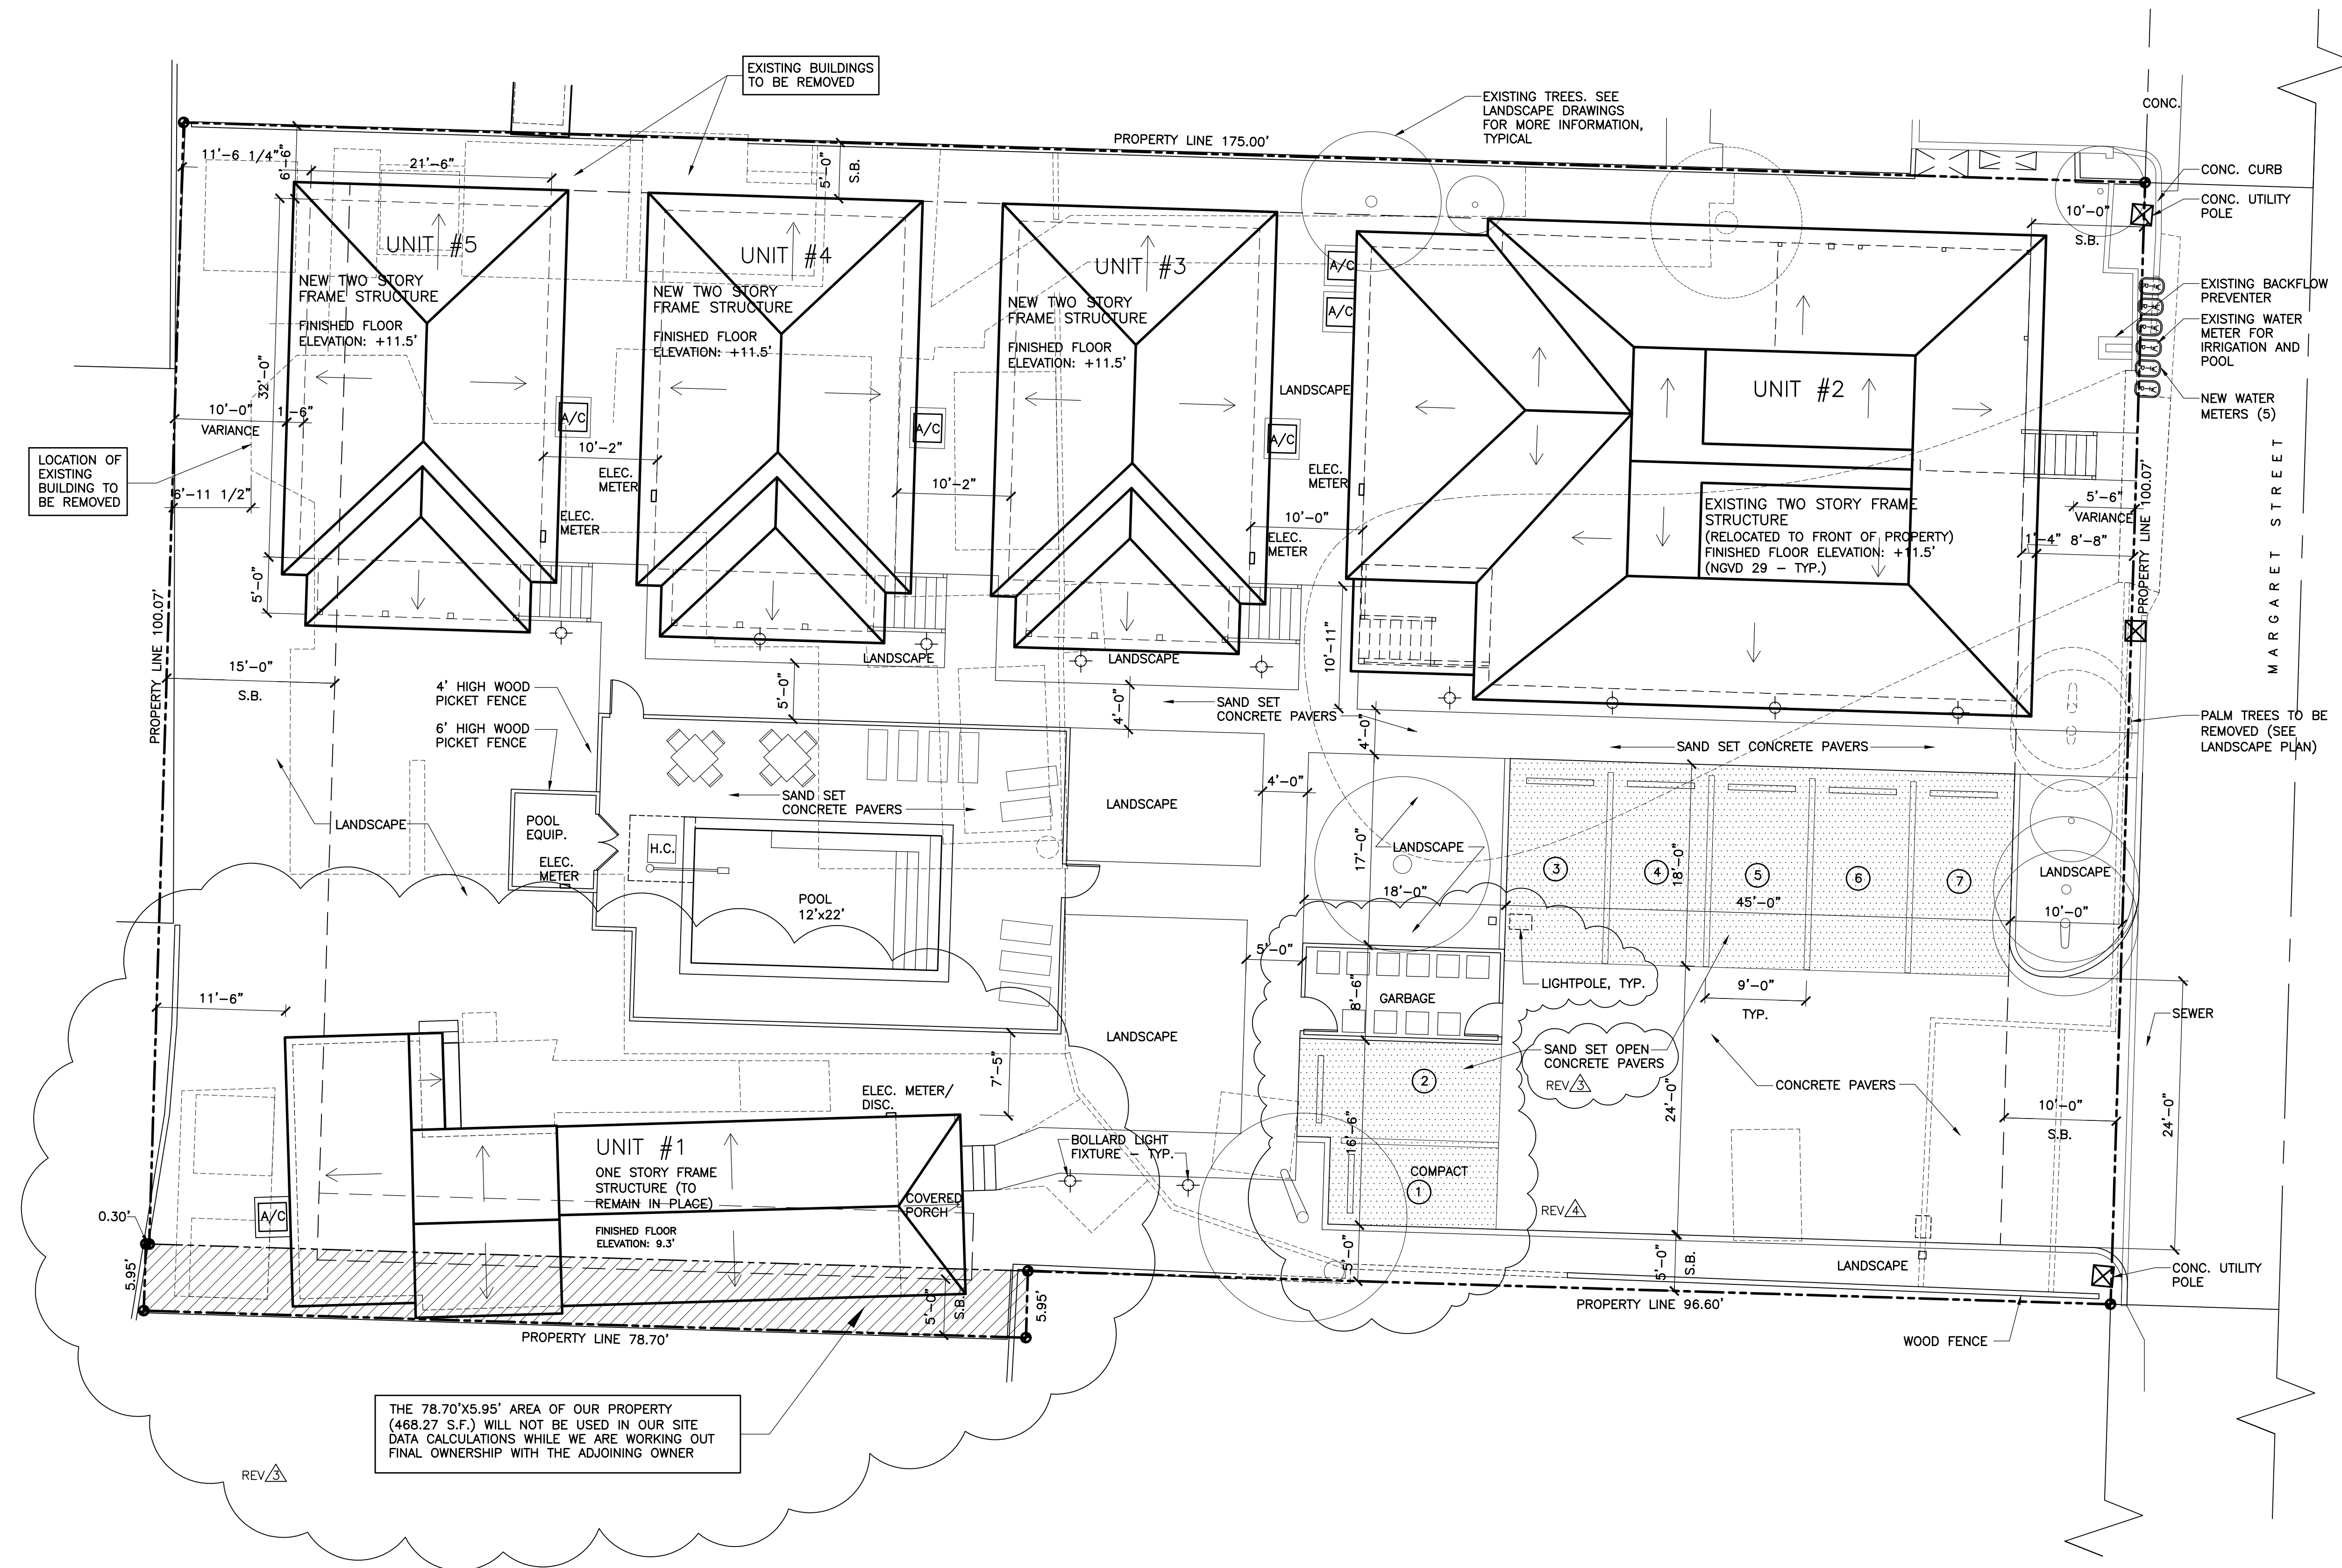 EXISTING BUILDINGS
TO BE REMOVED
EXISTING TREES. SEE
LANDSCAPE DRAWINGS
FOR MORE INFORMATION,
TYPICAL
CONC.
PROPERTY LINE 175.00'
CONC. CURB
CONC. UTILITY
POLE
11'-6 1/4"
6'-6"
21'-6"
5'-0"
S.B.
10'-0"
S.B.
UNIT #5
NEW TWO STORY
FRAME STRUCTURE
FINISHED FLOOR
ELEVATION: +11.5'
UNIT #4
NEW TWO STORY
FRAME STRUCTURE
FINISHED FLOOR
ELEVATION: +11.5'
UNIT #3
NEW TWO STORY
FRAME STRUCTURE
FINISHED FLOOR
ELEVATION: +11.5'
A/C
A/C
LANDSCAPE
UNIT #2
EXISTING TWO STORY FRAME
STRUCTURE
(RELOCATED TO FRONT OF PROPERTY)
FINISHED FLOOR ELEVATION: +11.5'
(NGVD 29 – TYP.)
EXISTING BACKFLOW
PREVENTER
EXISTING WATER
METER FOR
IRRIGATION AND
POOL
NEW WATER
METERS (5)
MARGARET STREET
PROPERTY LINE 100.07'
5'-6"
VARIANCE
1'-4"
8'-8"
32'-0"
10'-0"
VARIANCE
1'-6"
LOCATION OF
EXISTING
BUILDING TO
BE REMOVED
6'-11 1/2"
5'-0"
A/C
10'-2"
ELEC.
METER
ELEC.
METER
A/C
10'-2"
A/C
ELEC.
METER
10'-0"
ELEC.
METER
10'-11"
PROPERTY LINE 100.07'
15'-0"
S.B.
4' HIGH WOOD
PICKET FENCE
6' HIGH WOOD
PICKET FENCE
LANDSCAPE
LANDSCAPE
5'-0"
4'-0"
SAND SET
CONCRETE PAVERS
4'-0"
SAND SET CONCRETE PAVERS
PALM TREES TO BE
REMOVED (SEE
LANDSCAPE PLAN)
SAND SET
CONCRETE PAVERS
LANDSCAPE
4'-0"
LANDSCAPE
POOL
EQUIP.
ELEC.
METER
H.C.
POOL
12'x22'
17'-0"
LANDSCAPE
18'-0"
3
4
18'-0"
5
6
7
45'-0"
LANDSCAPE
10'-0"
5'-0"
8'-6"
GARBAGE
LIGHTPOLE, TYP.
9'-0"
TYP.
SEWER
11'-6"
LANDSCAPE
7'-5"
SAND SET OPEN
CONCRETE PAVERS
REV 3
2
CONCRETE PAVERS
24'-0"
10'-0"
S.B.
24'-0"
ELEC. METER/
DISC.
UNIT #1
ONE STORY FRAME
STRUCTURE (TO
REMAIN IN PLACE)
FINISHED FLOOR
ELEVATION: 9.3'
COVERED
PORCH
BOLLARD LIGHT
FIXTURE – TYP.
16'-6"
COMPACT
1
REV 4
A/C
0.30'
5.95'
5'-0"
S.B.
5.95'
5'-0"
5'-0"
S.B.
LANDSCAPE
CONC. UTILITY
POLE
PROPERTY LINE 96.60'
PROPERTY LINE 78.70'
WOOD FENCE
THE 78.70'X5.95' AREA OF OUR PROPERTY
(468.27 S.F.) WILL NOT BE USED IN OUR SITE
DATA CALCULATIONS WHILE WE ARE WORKING OUT
FINAL OWNERSHIP WITH THE ADJOINING OWNER
REV 3